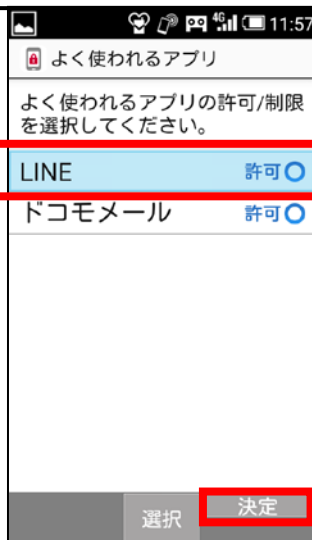 4G 11:57
よく使われるアプリ
よく使われるアプリの許可/制限
を選択してください。
LINE 許可
ドコモメール 許可
選択 決定